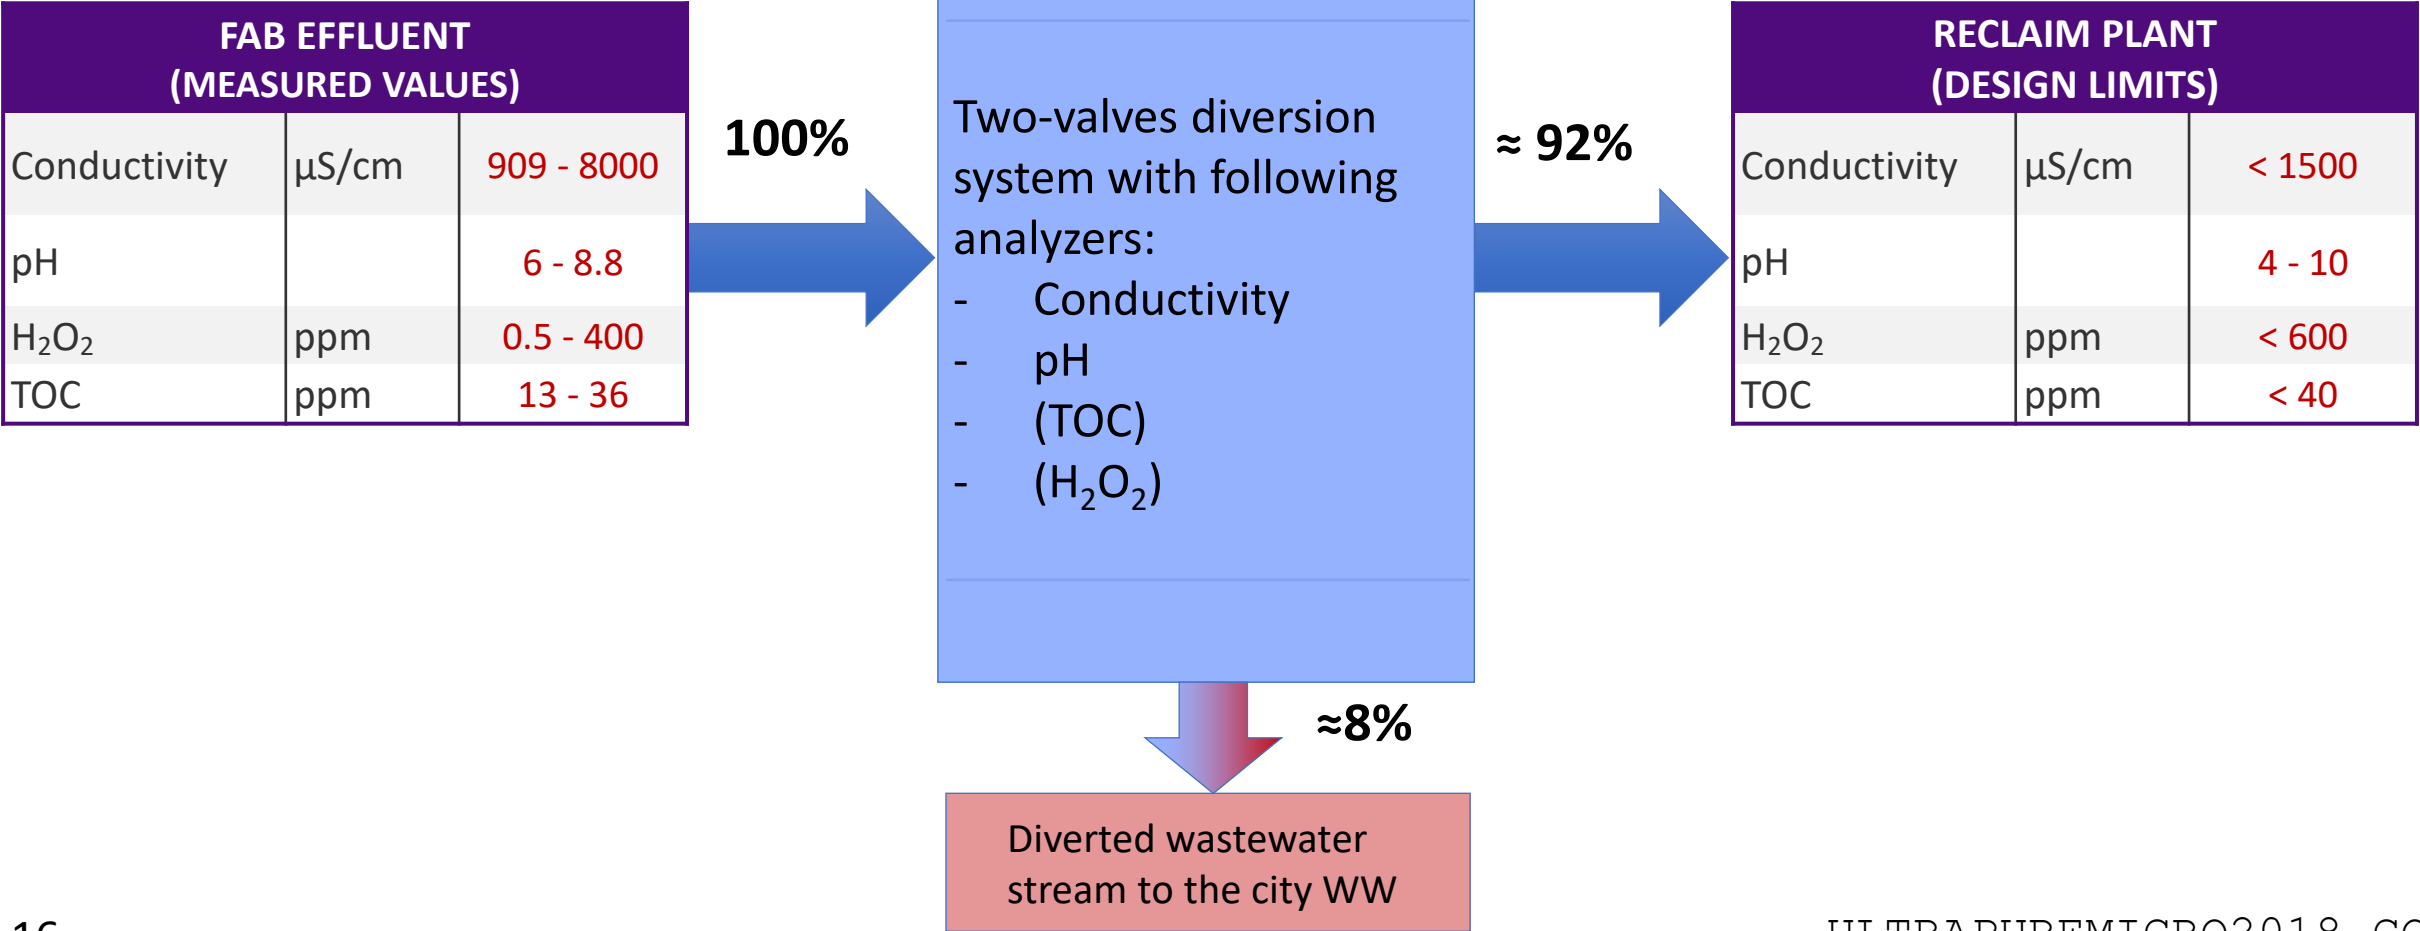 FAB EFFLUENT
(MEASURED VALUES)
Conductivity µS/cm 909 - 8000
pH 6 - 8.8
H₂O₂ ppm 0.5 - 400
TOC ppm 13 - 36
100%
Two-valves diversion
system with following
analyzers:
- Conductivity
- pH
- (TOC)
- (H₂O₂)
≈ 92%
RECLAIM PLANT
(DESIGN LIMITS)
Conductivity µS/cm < 1500
pH 4 - 10
H₂O₂ ppm < 600
TOC ppm < 40
≈8%
Diverted wastewater
stream to the city WW